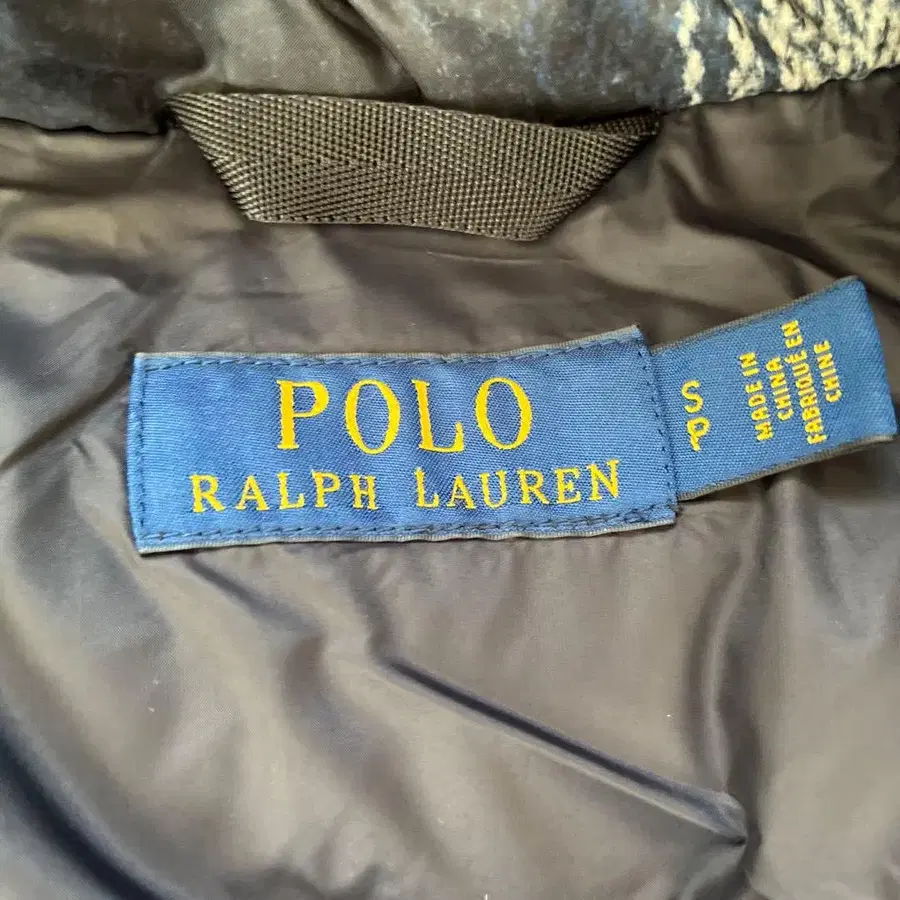 POLO
RALPH LAUREN
S
P
MADE IN
CHINA
FABRIQUÉ EN
CHINE